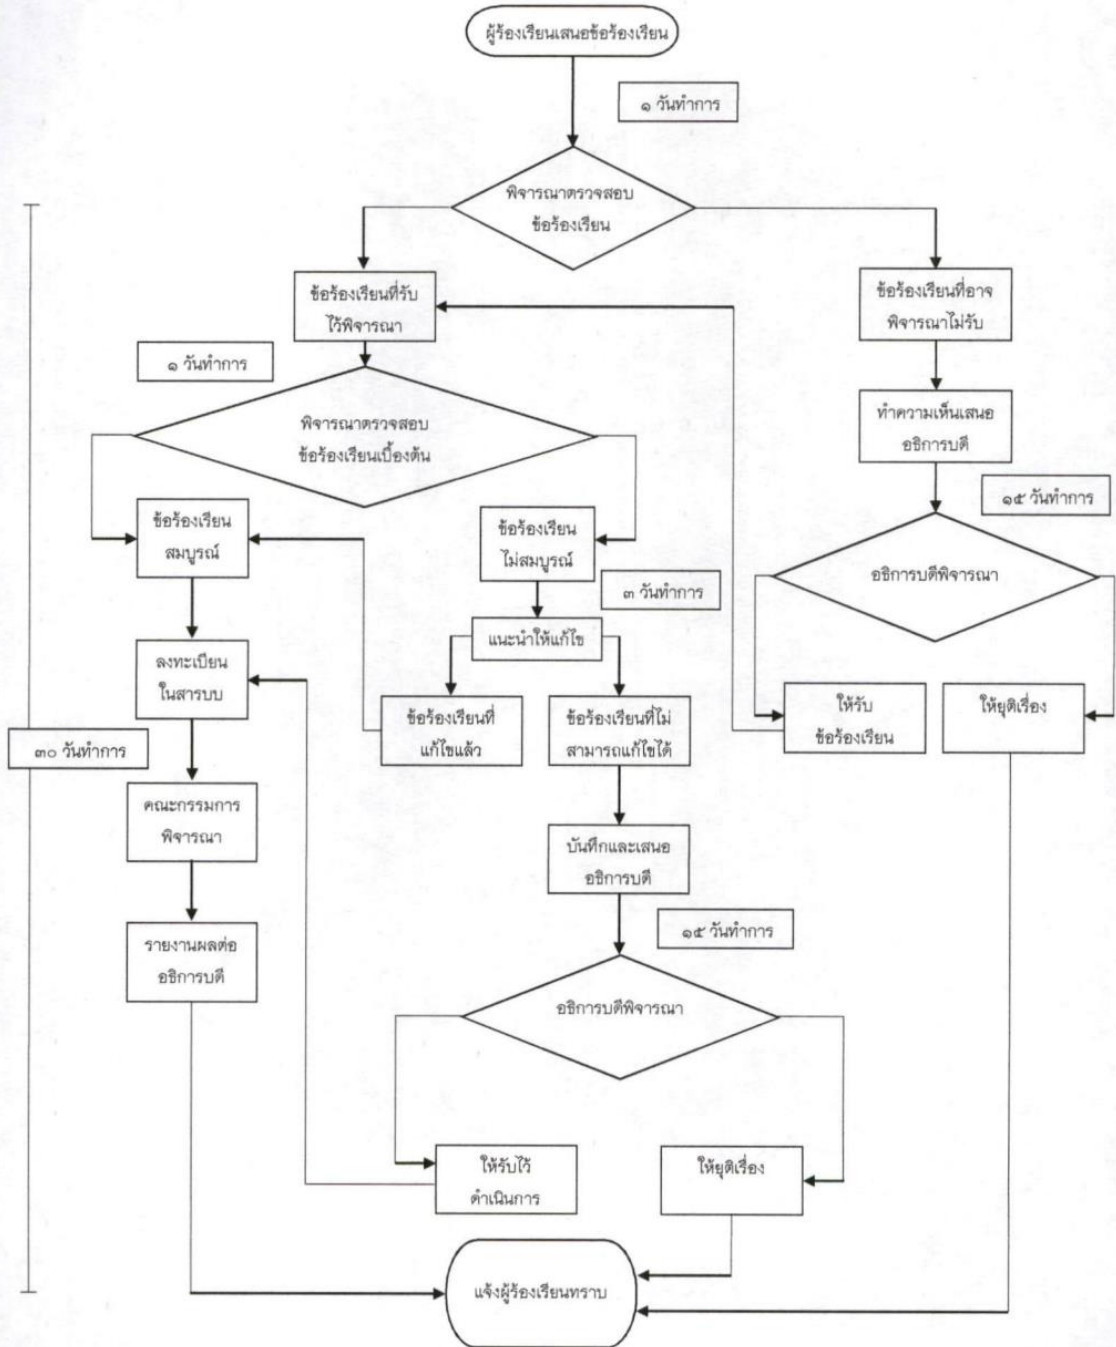 ผู้ร้องเรียนเสนอข้อร้องเรียน
๑ วันทำการ
พิจารณาตรวจสอบ
ข้อร้องเรียน
ข้อร้องเรียนที่รับ
ไว้พิจารณา
ข้อร้องเรียนที่อาจ
พิจารณาไม่รับ
๑ วันทำการ
พิจารณาตรวจสอบ
ข้อร้องเรียนเบื้องต้น
ทำความเห็นเสนอ
อธิการบดี
๑๕ วันทำการ
ข้อร้องเรียน
สมบูรณ์
ข้อร้องเรียน
ไม่สมบูรณ์
อธิการบดีพิจารณา
๓ วันทำการ
แนะนำให้แก้ไข
ลงทะเบียน
ในสารบบ
ข้อร้องเรียนที่
แก้ไขแล้ว
ข้อร้องเรียนที่ไม่
สามารถแก้ไขได้
ให้รับ
ข้อร้องเรียน
ให้ยุติเรื่อง
๓๐ วันทำการ
คณะกรรมการ
พิจารณา
บันทึกและเสนอ
อธิการบดี
๑๕ วันทำการ
รายงานผลต่อ
อธิการบดี
อธิการบดีพิจารณา
ให้รับไว้
ดำเนินการ
ให้ยุติเรื่อง
แจ้งผู้ร้องเรียนทราบ